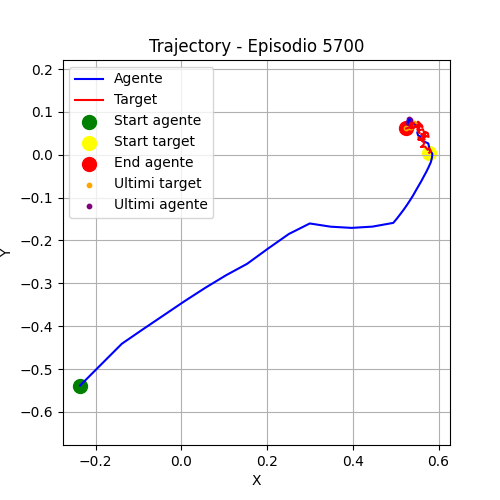 Trajectory - Episodio 5700
Agente
Target
Start agente
Start target
End agente
Ultimi target
Ultimi agente
0.2
0.1
0.0
−0.1
−0.2
−0.3
−0.4
−0.5
−0.6
Y
−0.2
0.0
0.2
0.4
0.6
X